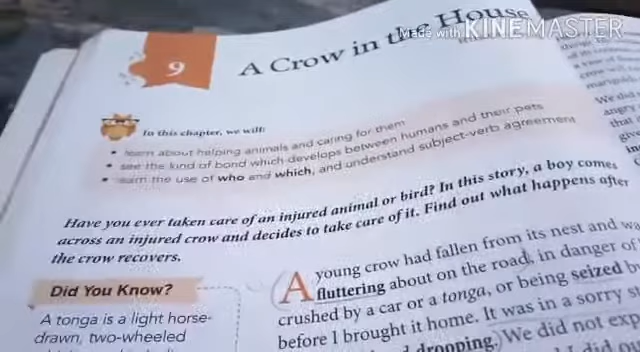 Made with KINEMASTER
9
A CROW IN the HOUSE
In this chapter, we will:
• learn about helping animals and caring for them
• see the kind of bond which develops between humans and their pets
• learn the use of who and which, and understand subject-verb agreement
Have you ever taken care of an injured animal or bird? In this story, a boy comes
across an injured crow and decides to take care of it. Find out what happens after
the crow recovers.
Did You Know?
A tonga is a light horse-
drawn, two-wheeled
A young crow had fallen from its nest and
fluttering about on the road, in danger of
crushed by a car or a tonga, or being seized
before I brought it home. It was in a sorry
drooping. We did not
We did
angry
that